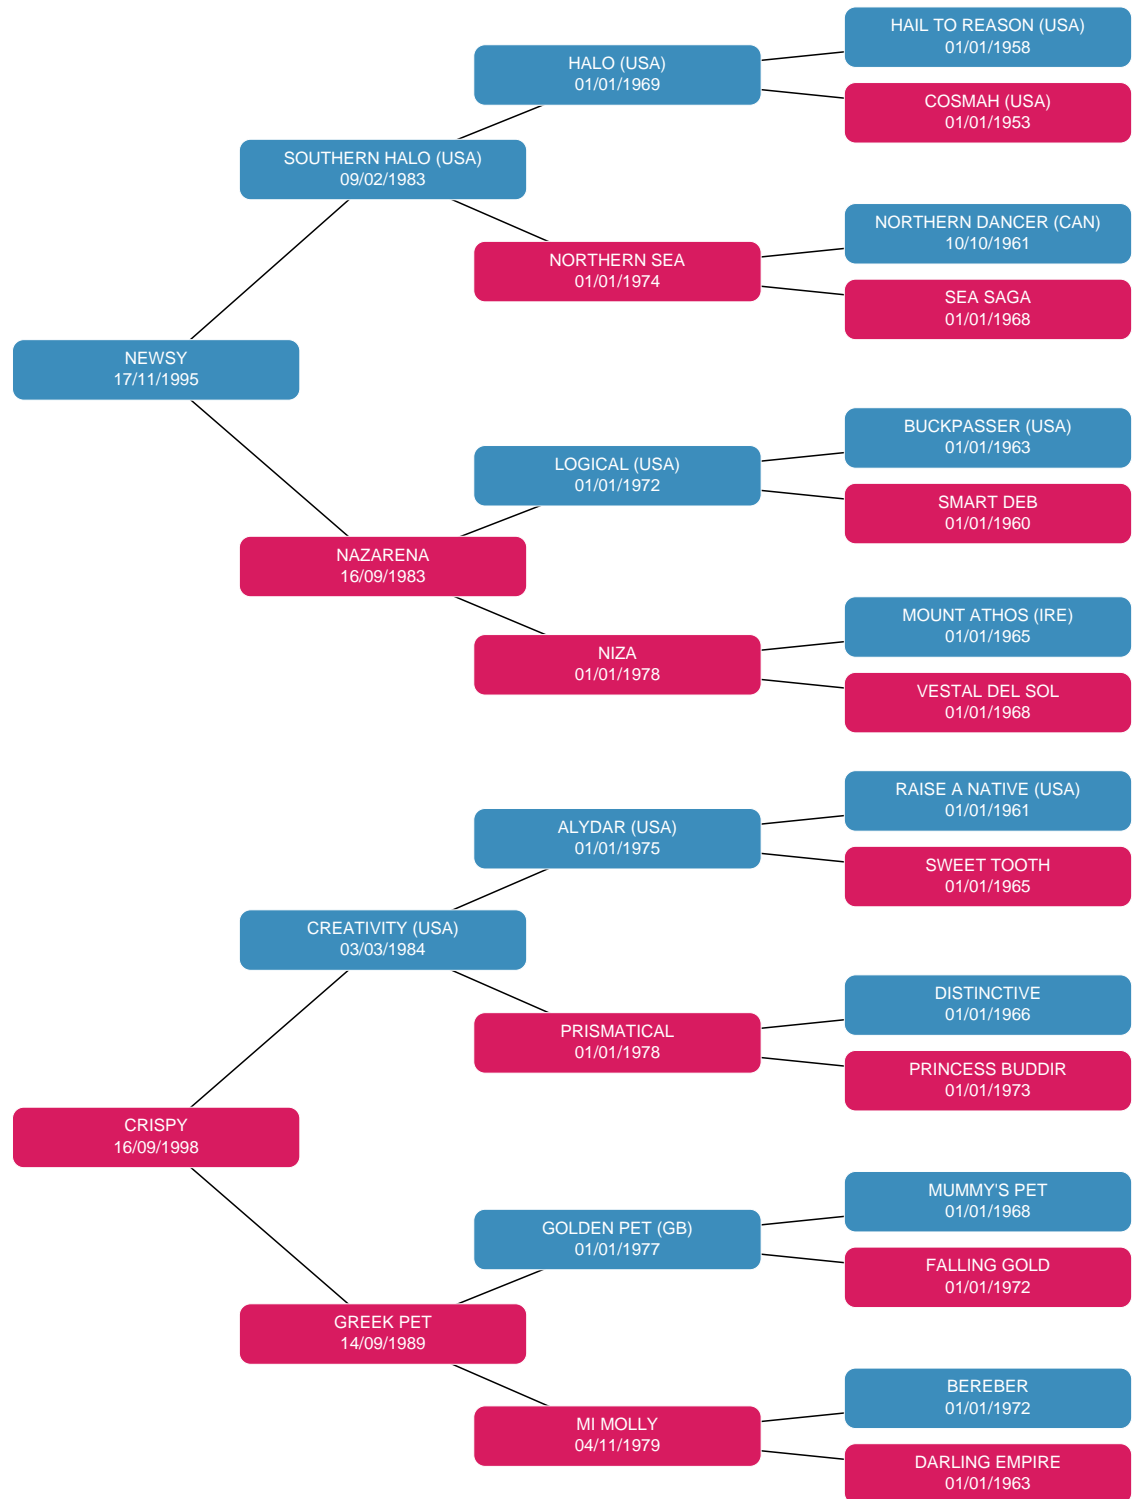 HAIL TO REASON (USA)
01/01/1958
HALO (USA)
01/01/1969
COSMAH (USA)
01/01/1953
SOUTHERN HALO (USA)
09/02/1983
NORTHERN DANCER (CAN)
10/10/1961
NORTHERN SEA
01/01/1974
SEA SAGA
01/01/1968
NEWSY
17/11/1995
BUCKPASSER (USA)
01/01/1963
LOGICAL (USA)
01/01/1972
SMART DEB
01/01/1960
NAZARENA
16/09/1983
MOUNT ATHOS (IRE)
01/01/1965
NIZA
01/01/1978
VESTAL DEL SOL
01/01/1968
RAISE A NATIVE (USA)
01/01/1961
ALYDAR (USA)
01/01/1975
SWEET TOOTH
01/01/1965
CREATIVITY (USA)
03/03/1984
DISTINCTIVE
01/01/1966
PRISMATICAL
01/01/1978
PRINCESS BUDDIR
01/01/1973
CRISPY
16/09/1998
MUMMY'S PET
01/01/1968
GOLDEN PET (GB)
01/01/1977
FALLING GOLD
01/01/1972
GREEK PET
14/09/1989
BEREBER
01/01/1972
MI MOLLY
04/11/1979
DARLING EMPIRE
01/01/1963